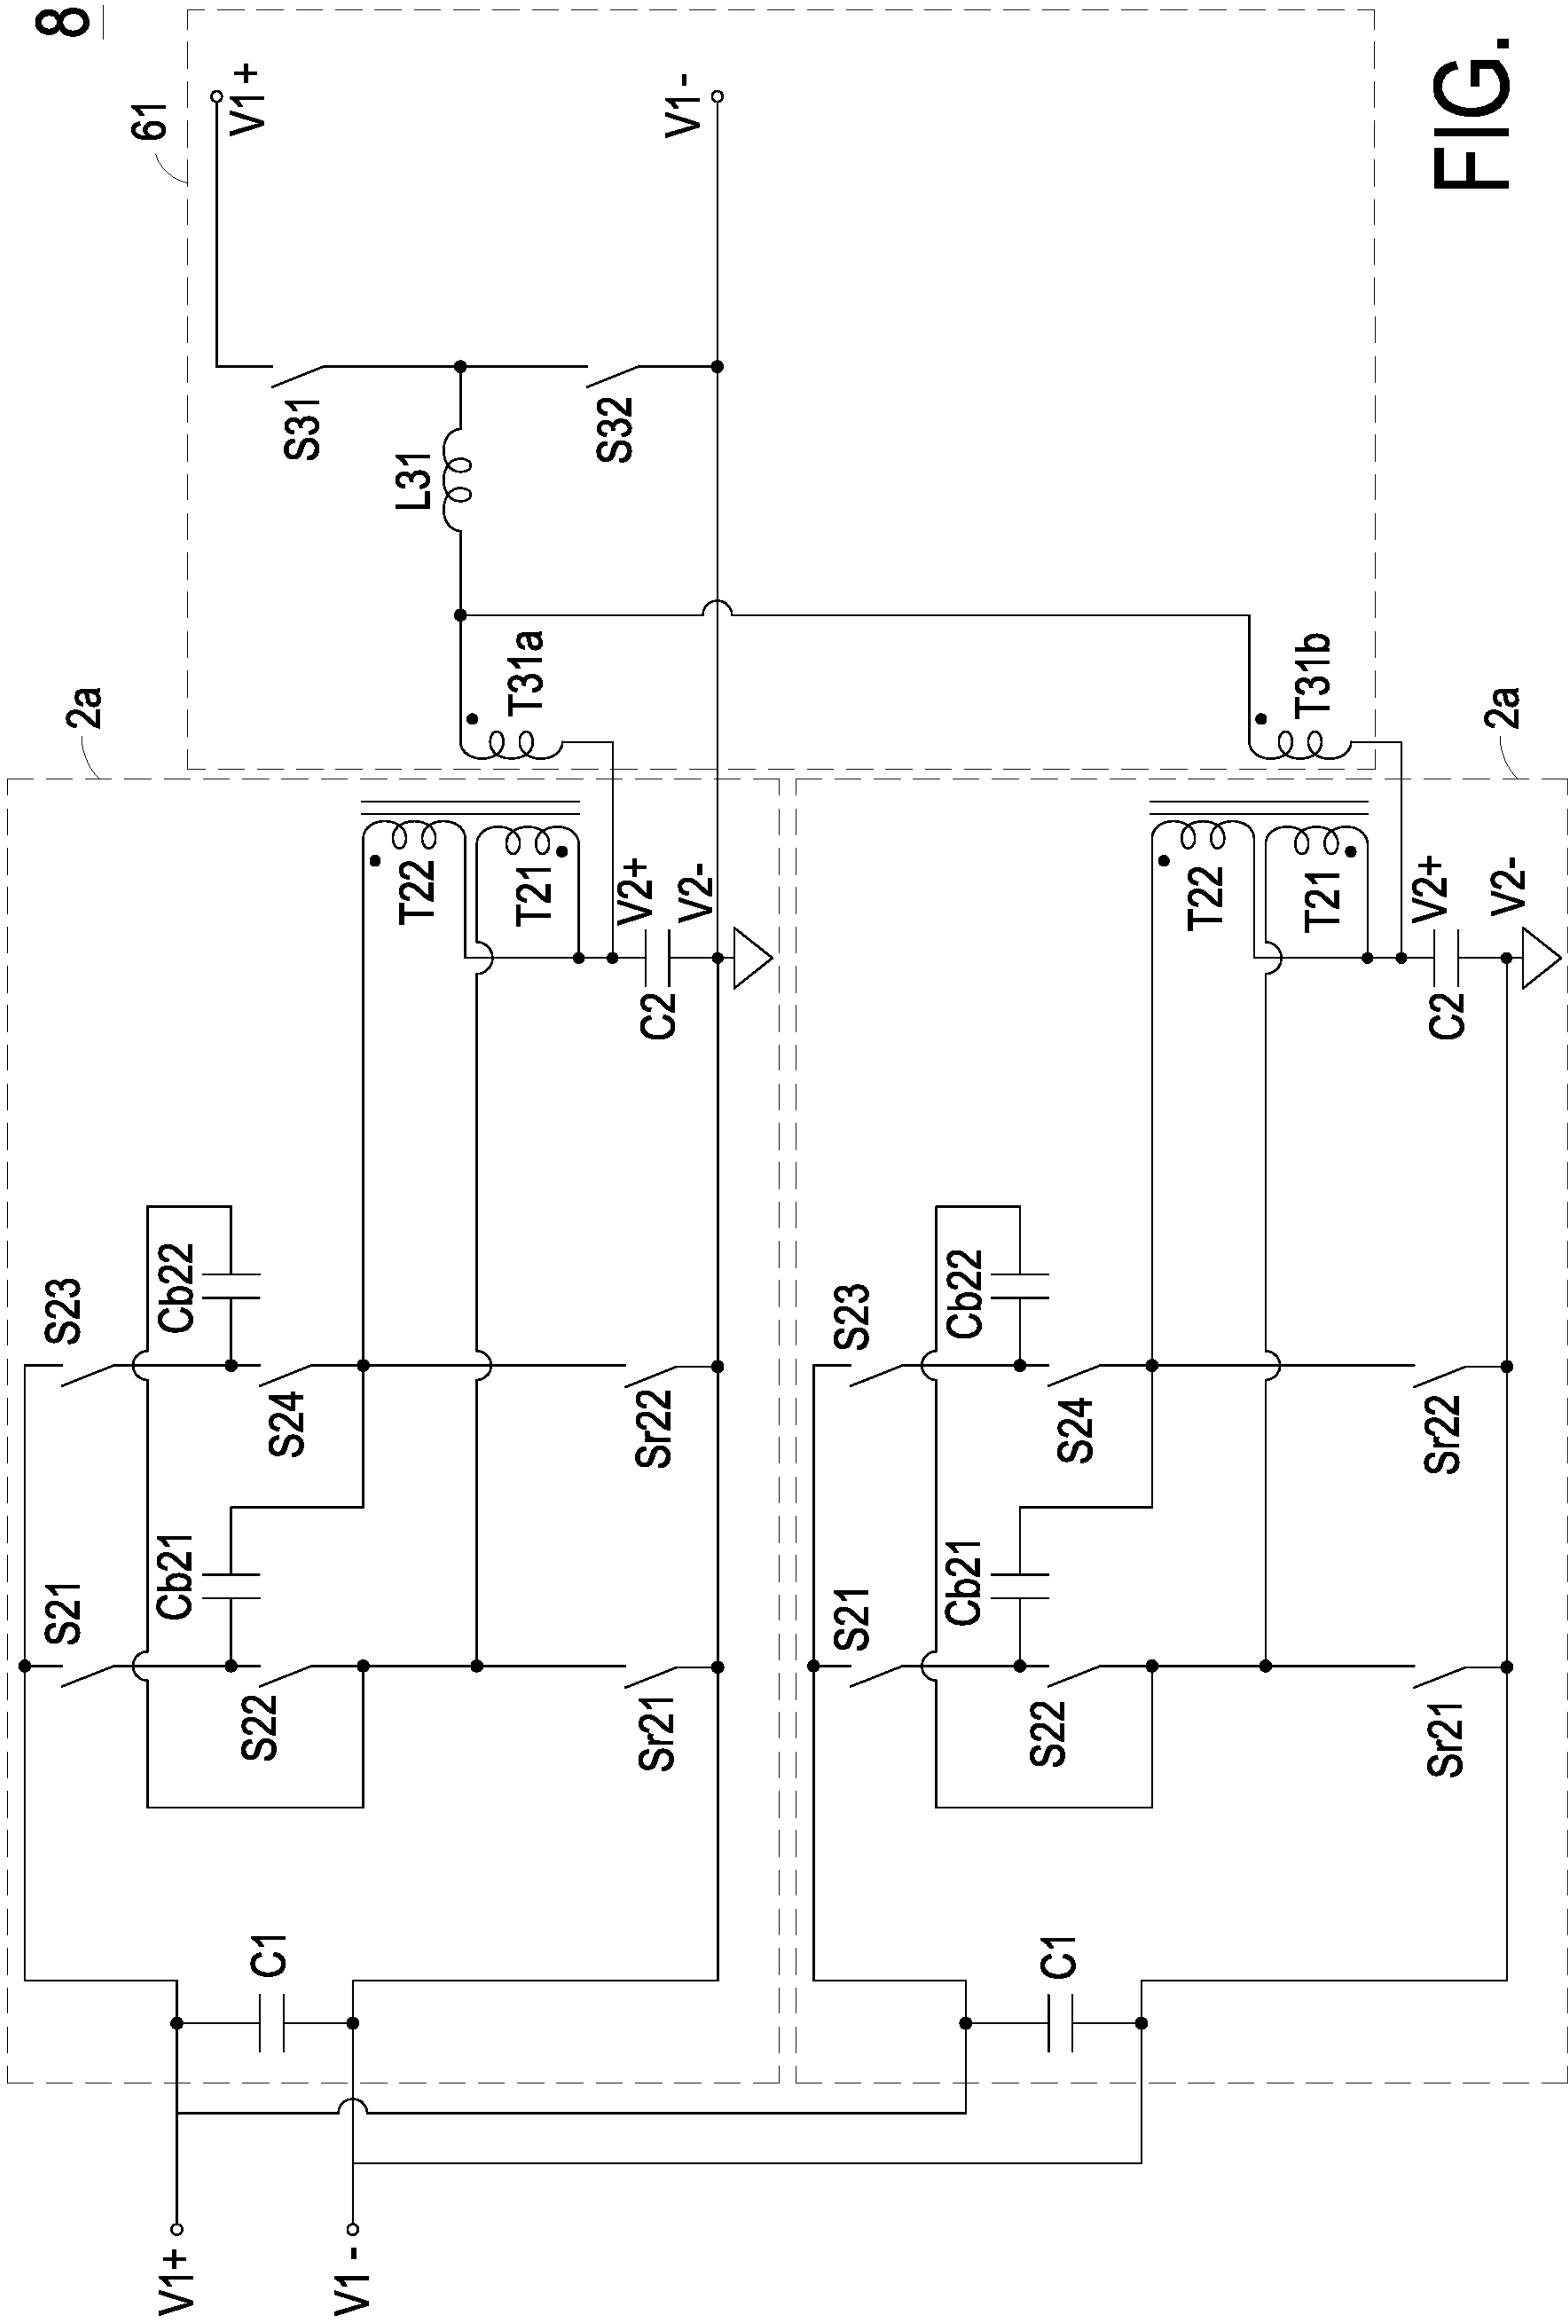 8
61
V1+
V1-
S31
S32
L31
T31a
T31b
2a
V1+
V1-
C1
S21
S22
S23
S24
Cb21
Cb22
Sr21
Sr22
T22
T21
C2
V2+
V2-
2a
C1
S21
S22
S23
S24
Cb21
Cb22
Sr21
Sr22
T22
T21
C2
V2+
V2-
FIG.